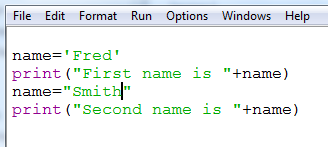 File Edit Format Run Options Windows Help
name='Fred'
print("First name is "+name)
name="Smith"
print("Second name is "+name)